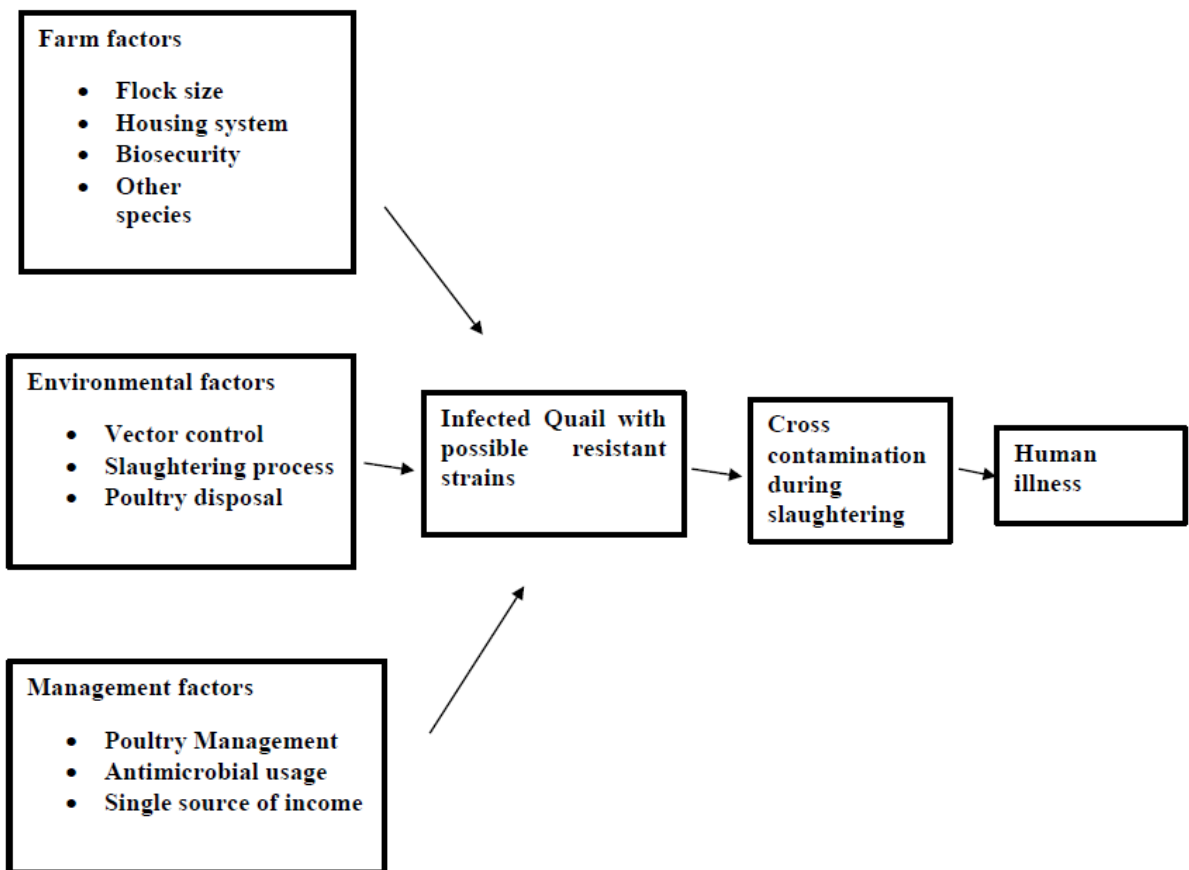 Farm factors
• Flock size
• Housing system
• Biosecurity
• Other
species
Environmental factors
• Vector control
• Slaughtering process
• Poultry disposal
Management factors
• Poultry Management
• Antimicrobial usage
• Single source of income
Infected Quail with
possible resistant
strains
Cross
contamination
during
slaughtering
Human
illness